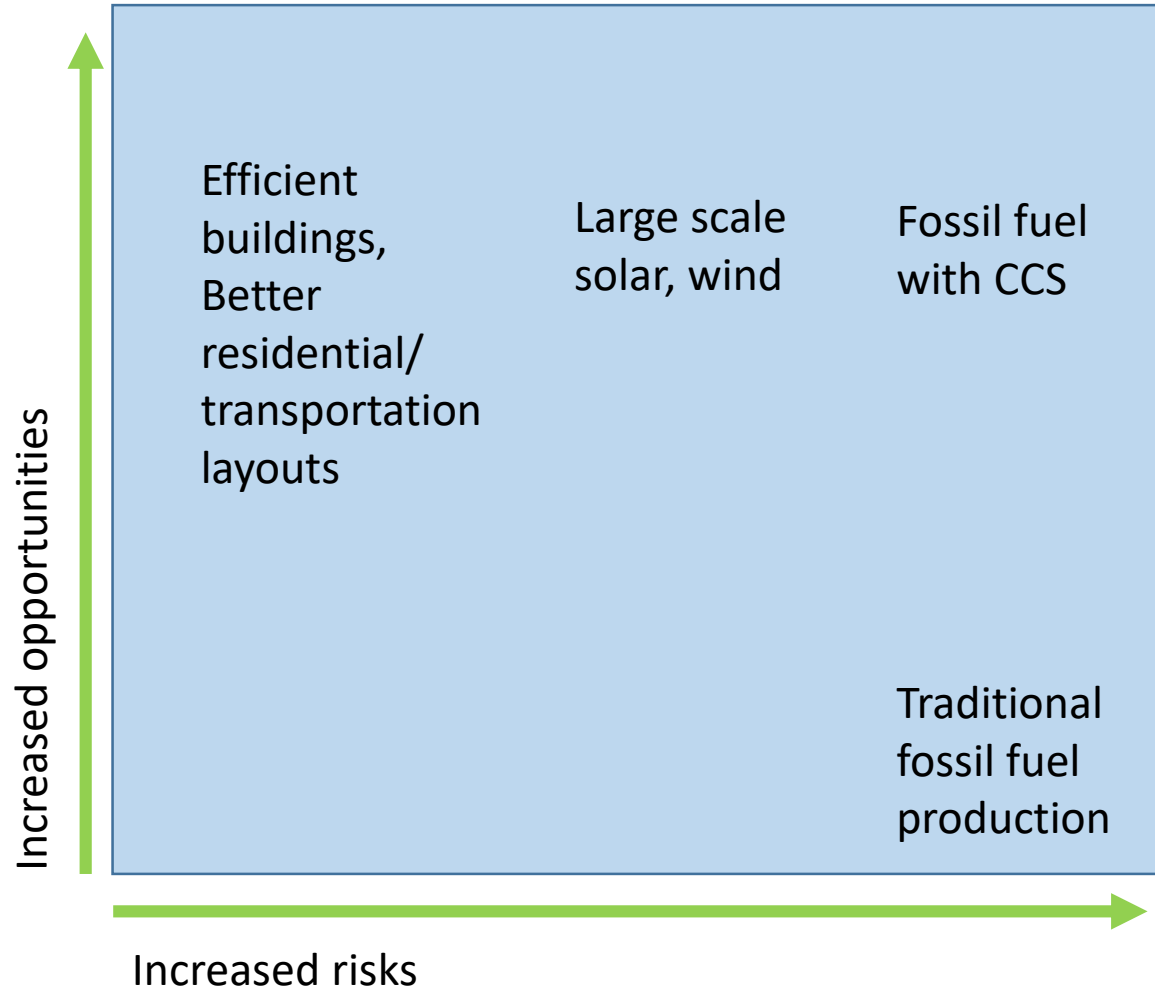 Increased opportunities
Efficient
buildings,
Better
residential/
transportation
layouts
Large scale
solar, wind
Fossil fuel
with CCS
Traditional
fossil fuel
production
Increased risks